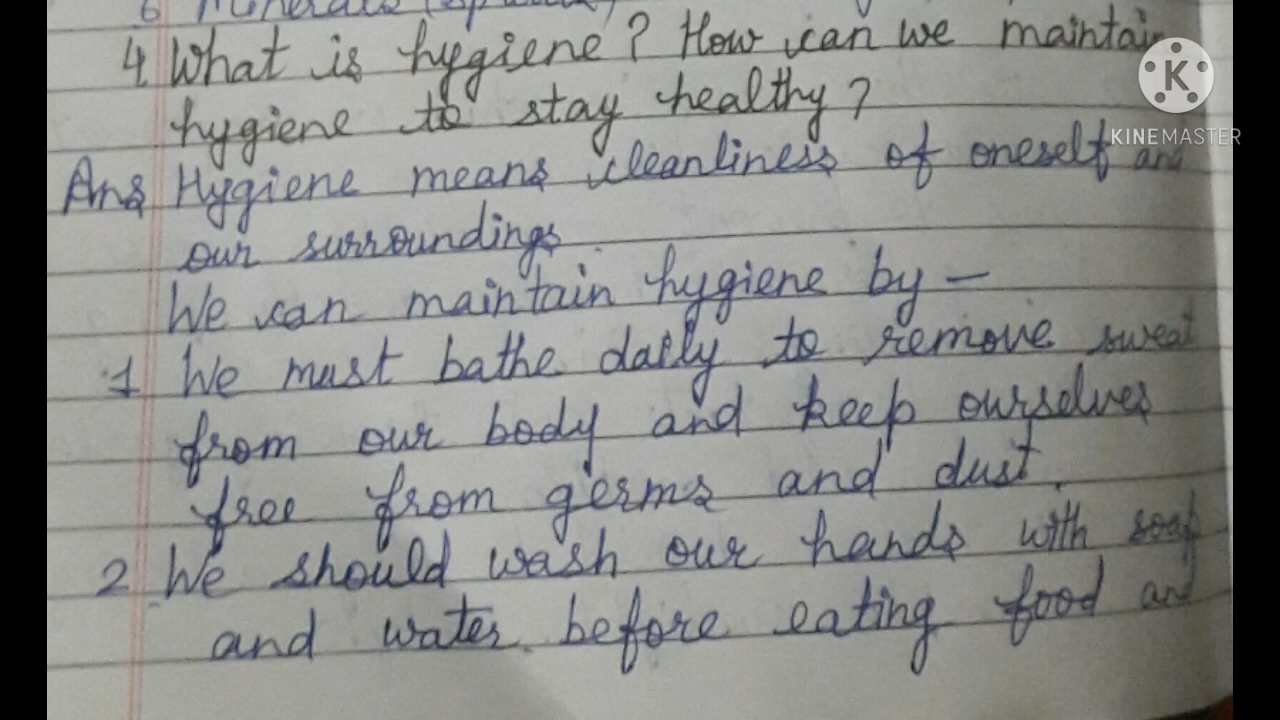 6 Minerals
4. What is hygiene? How can we maintain
hygiene to stay healthy?
Ans Hygiene means cleanliness of oneself and
our surroundings.
We can maintain hygiene by –
1 We must bathe daily to remove sweat
from our body and keep ourselves
free from germs and dust.
2 We should wash our hands with soap
and water before eating food and
K
KINEMASTER